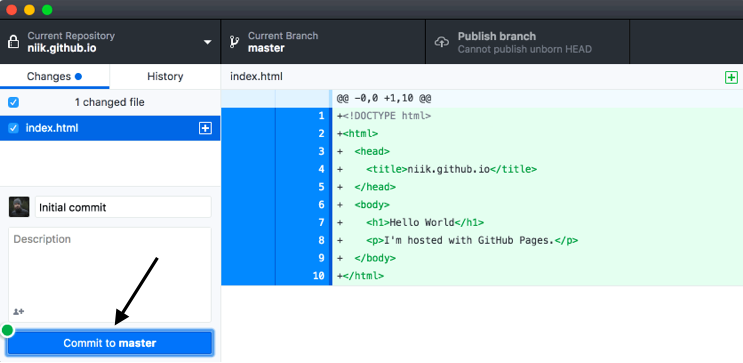 Current Repository
niik.github.io
Current Branch
master
Publish branch
Cannot publish unborn HEAD
Changes
History
index.html
1 changed file
index.html
@@ -0,0 +1,10 @@
1 +<!DOCTYPE html>
2 +<html>
3 +  <head>
4 +    <title>niik.github.io</title>
5 +  </head>
6 +  <body>
7 +    <h1>Hello World</h1>
8 +    <p>I'm hosted with GitHub Pages.</p>
9 +  </body>
10 +</html>
Initial commit
Description
Commit to master